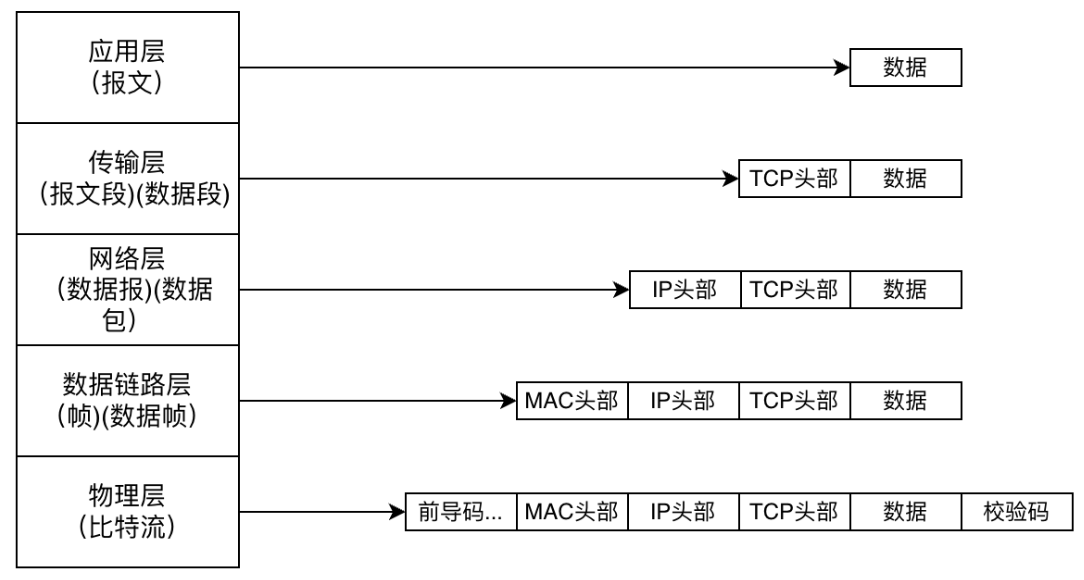 应用层
（报文）
数据
传输层
（报文段)(数据段)
TCP头部 数据
网络层
（数据报)(数据
包）
IP头部 TCP头部 数据
数据链路层
（帧)(数据帧）
MAC头部 IP头部 TCP头部 数据
物理层
（比特流）
前导码... MAC头部 IP头部 TCP头部 数据 校验码